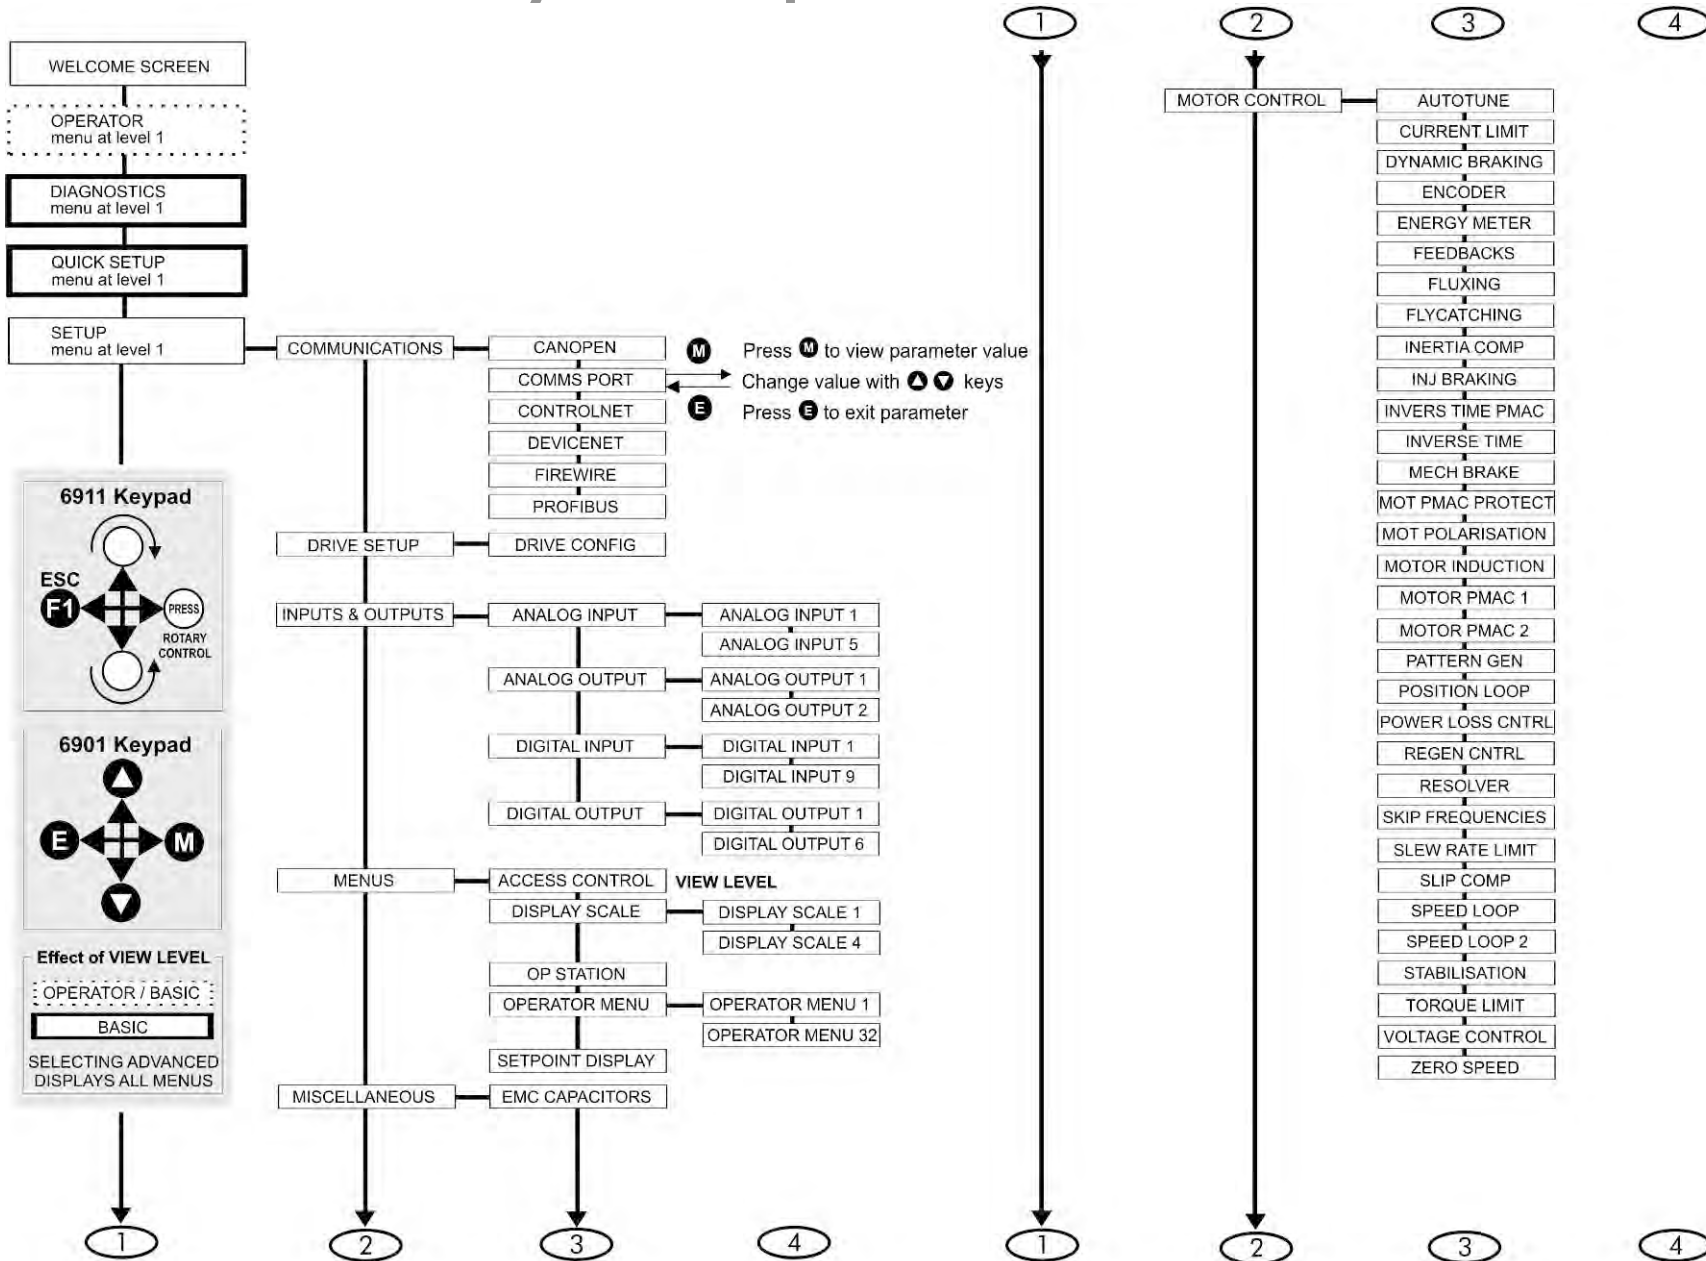 WELCOME SCREEN
OPERATOR
menu at level 1
DIAGNOSTICS
menu at level 1
QUICK SETUP
menu at level 1
SETUP
menu at level 1
6911 Keypad
ESC
F1
PRESS
ROTARY
CONTROL
6901 Keypad
E
M
Effect of VIEW LEVEL
OPERATOR / BASIC
BASIC
SELECTING ADVANCED
DISPLAYS ALL MENUS
1
COMMUNICATIONS
DRIVE SETUP
INPUTS & OUTPUTS
MENUS
MISCELLANEOUS
2
CANOPEN
COMMS PORT
CONTROLNET
DEVICENET
FIREWIRE
PROFIBUS
DRIVE CONFIG
ANALOG INPUT
ANALOG OUTPUT
DIGITAL INPUT
DIGITAL OUTPUT
ACCESS CONTROL
DISPLAY SCALE
OP STATION
OPERATOR MENU
SETPOINT DISPLAY
EMC CAPACITORS
3
M Press M to view parameter value
Change value with keys
E Press E to exit parameter
ANALOG INPUT 1
ANALOG INPUT 5
ANALOG OUTPUT 1
ANALOG OUTPUT 2
DIGITAL INPUT 1
DIGITAL INPUT 9
DIGITAL OUTPUT 1
DIGITAL OUTPUT 6
VIEW LEVEL
DISPLAY SCALE 1
DISPLAY SCALE 4
OPERATOR MENU 1
OPERATOR MENU 32
4
1
1
2
MOTOR CONTROL
2
3
AUTOTUNE
CURRENT LIMIT
DYNAMIC BRAKING
ENCODER
ENERGY METER
FEEDBACKS
FLUXING
FLYCATCHING
INERTIA COMP
INJ BRAKING
INVERS TIME PMAC
INVERSE TIME
MECH BRAKE
MOT PMAC PROTECT
MOT POLARISATION
MOTOR INDUCTION
MOTOR PMAC 1
MOTOR PMAC 2
PATTERN GEN
POSITION LOOP
POWER LOSS CNTRL
REGEN CNTRL
RESOLVER
SKIP FREQUENCIES
SLEW RATE LIMIT
SLIP COMP
SPEED LOOP
SPEED LOOP 2
STABILISATION
TORQUE LIMIT
VOLTAGE CONTROL
ZERO SPEED
3
4
4